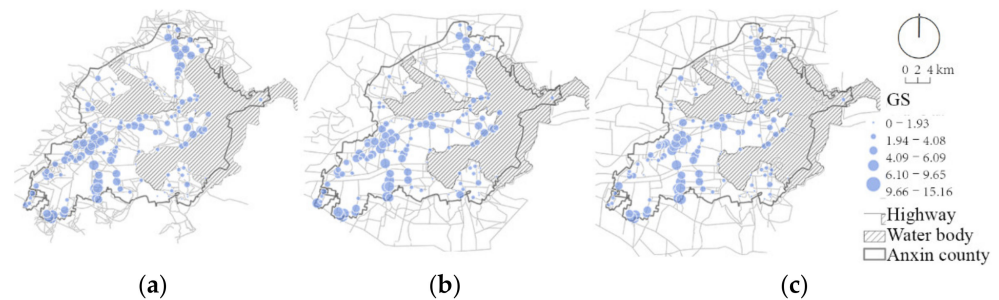 0 2 4 km
GS
0 – 1.93
1.94 – 4.08
4.09 – 6.09
6.10 – 9.65
9.66 – 15.16
Highway
Water body
Anxin county
(a) (b) (c)